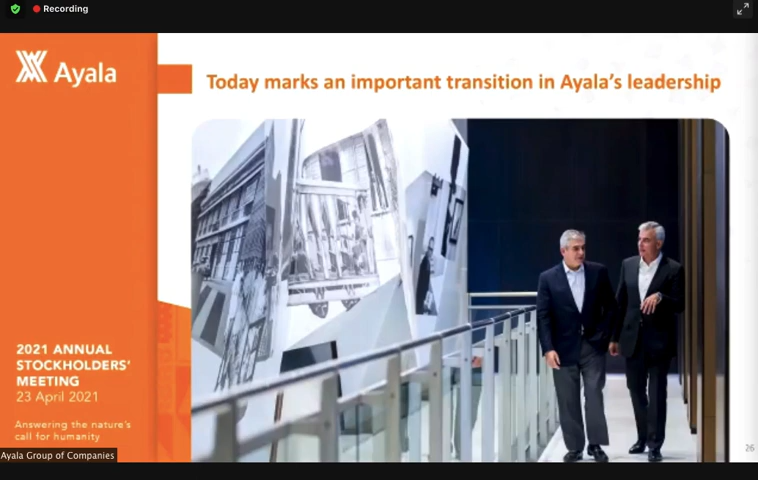 Recording
Ayala
Today marks an important transition in Ayala's leadership
2021 ANNUAL
STOCKHOLDERS'
MEETING
23 April 2021
Answering the nature's
call for humanity
Ayala Group of Companies
26